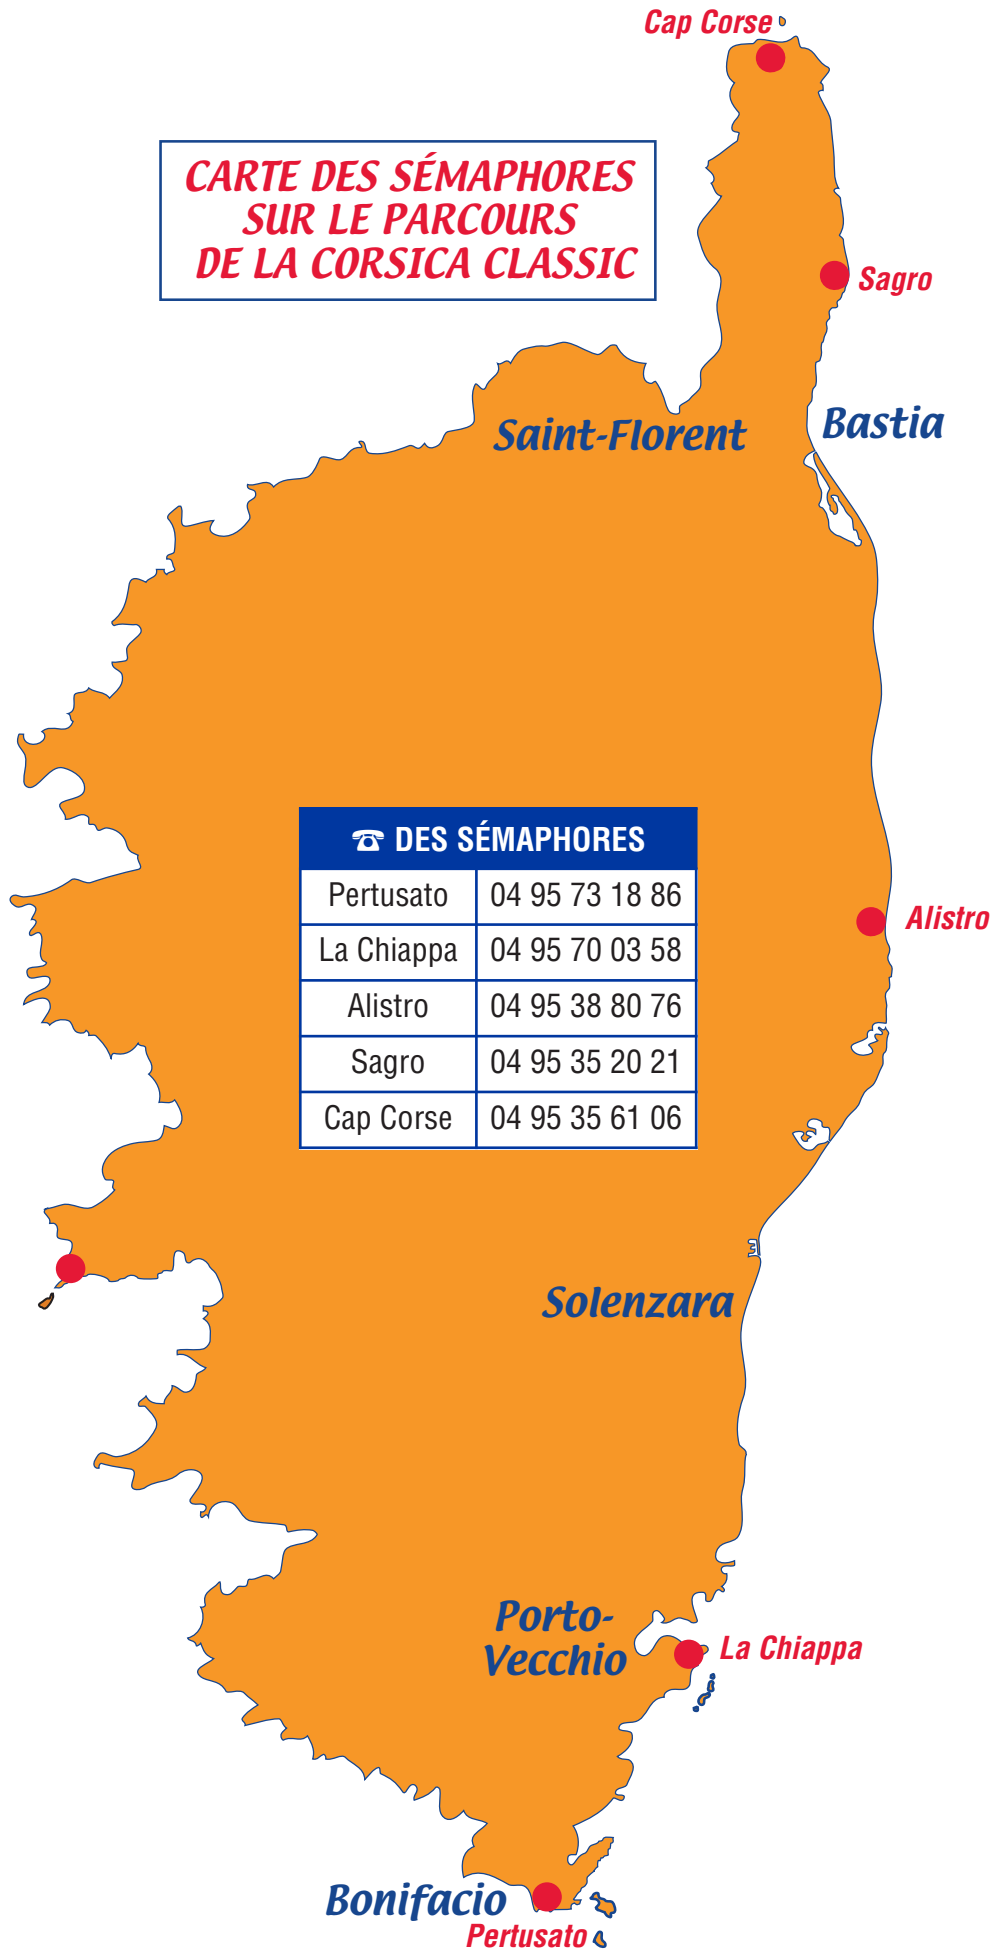 Cap Corse
CARTE DES SÉMAPHORES
SUR LE PARCOURS
DE LA CORSICA CLASSIC
Sagro
Bastia
Saint-Florent
☎ DES SÉMAPHORES
Pertusato 04 95 73 18 86
La Chiappa 04 95 70 03 58
Alistro 04 95 38 80 76
Sagro 04 95 35 20 21
Cap Corse 04 95 35 61 06
Alistro
Solenzara
Porto-
Vecchio
La Chiappa
Bonifacio
Pertusato